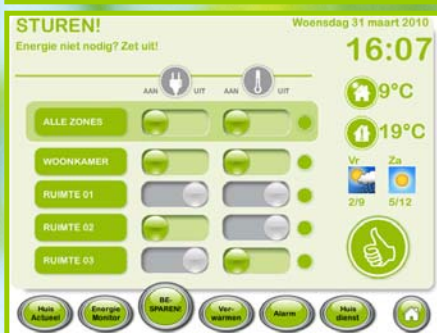 STUREN!
Woensdag 31 maart 2010
Energie niet nodig? Zet uit!
16:07
AAN UIT AAN UIT
9°C
ALLE ZONES
19°C
WOONKAMER
Vr Za
RUIMTE 01
2/9 5/12
RUIMTE 02
RUIMTE 03
Huis
Actueel
Energie
Monitor
BE-
SPAREN!
Ver-
warmen
Alarm
Huis
dienst